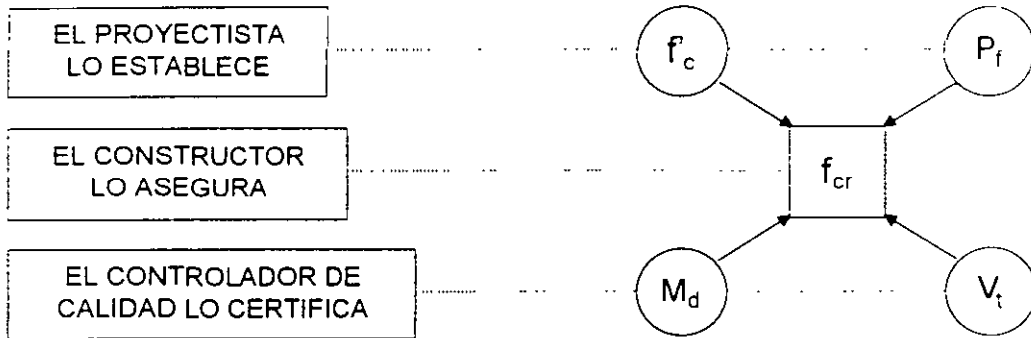 EL PROYECTISTA
LO ESTABLECE
f'c
Pf
EL CONSTRUCTOR
LO ASEGURA
fcr
EL CONTROLADOR DE
CALIDAD LO CERTIFICA
Md
Vt